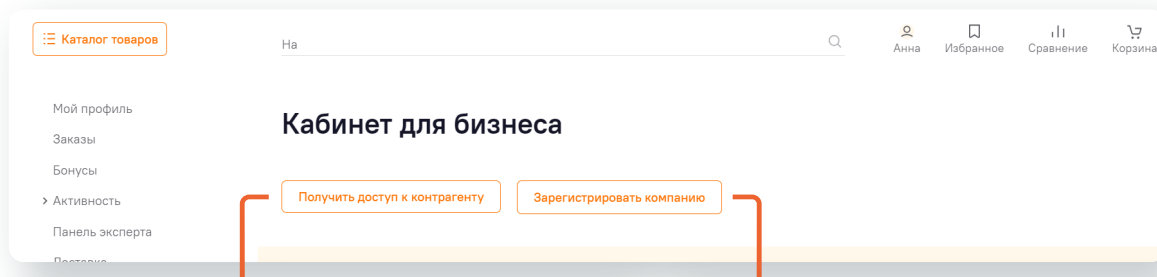 Каталог товаров
На
Анна
Избранное
Сравнение
Корзина
Мой профиль
Кабинет для бизнеса
Заказы
Бонусы
Получить доступ к контрагенту
Зарегистрировать компанию
Активность
Панель эксперта
Доставка